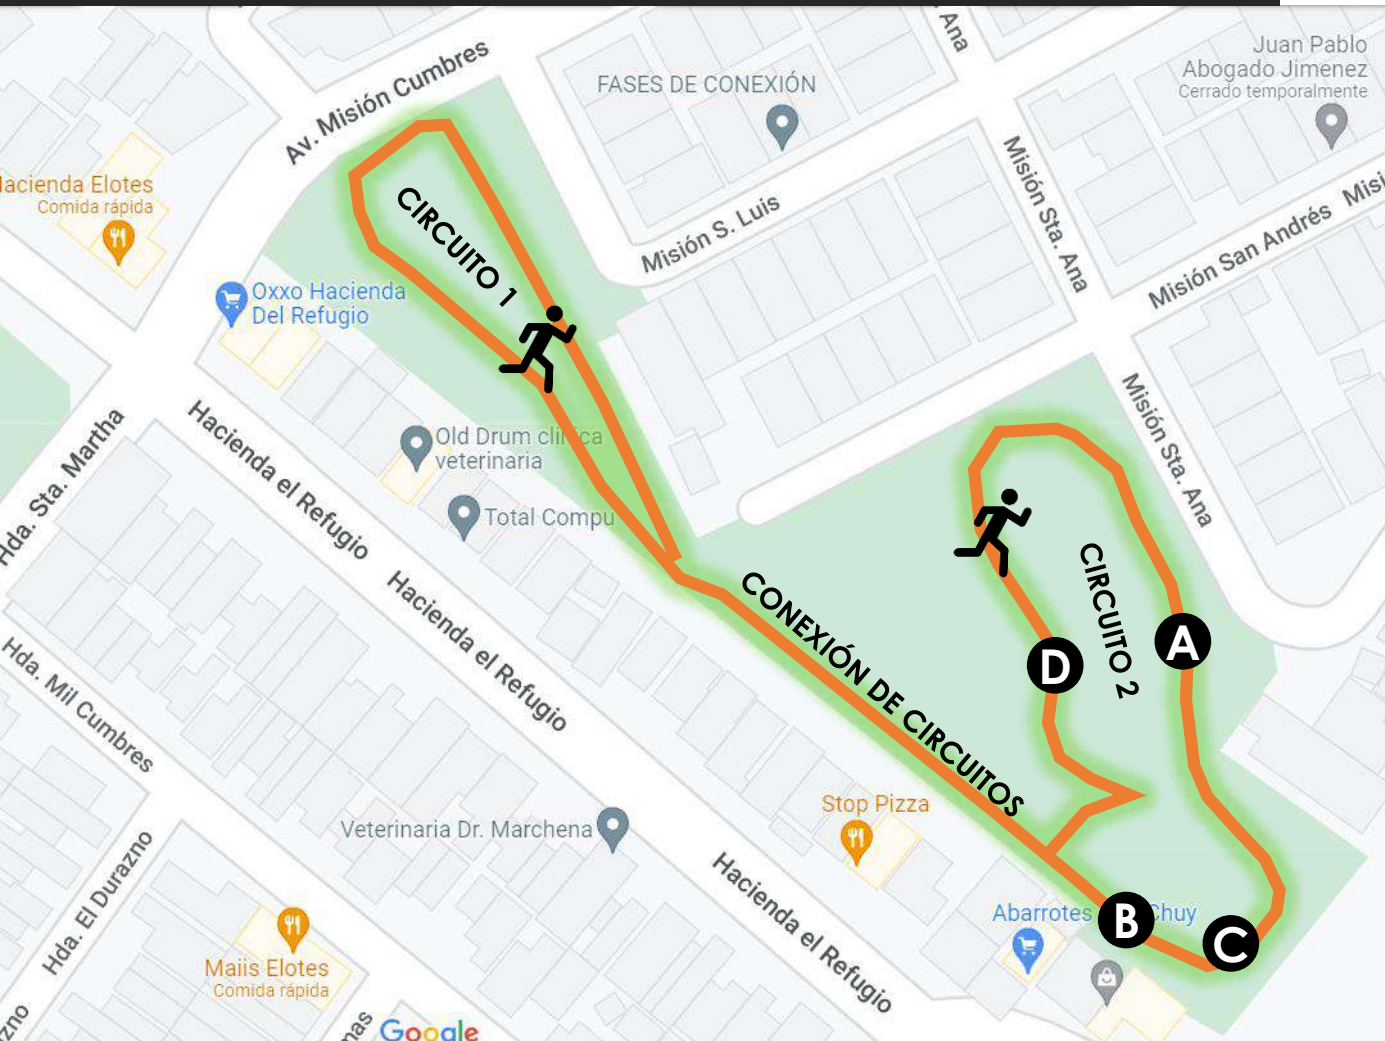 Ana
Juan Pablo
Abogado Jimenez
Cerrado temporalmente
Av. Misión Cumbres
FASES DE CONEXIÓN
Misión Sta. Ana
Misión San Andrés
Misi
acienda Elotes
Comida rápida
CIRCUITO 1
Misión S. Luis
Oxxo Hacienda
Del Refugio
Hda. Sta. Martha
Hacienda el Refugio
Old Drum clínica
veterinaria
Misión Sta. Ana
Total Compu
CIRCUITO 2
Hacienda el Refugio
CONEXIÓN DE CIRCUITOS
A
D
Hda. Mil Cumbres
Stop Pizza
Veterinaria Dr. Marchena
Hda. El Durazno
Hacienda el Refugio
Abarrotes
Chuy
B
C
Maiis Elotes
Comida rápida
zno
nas
Google